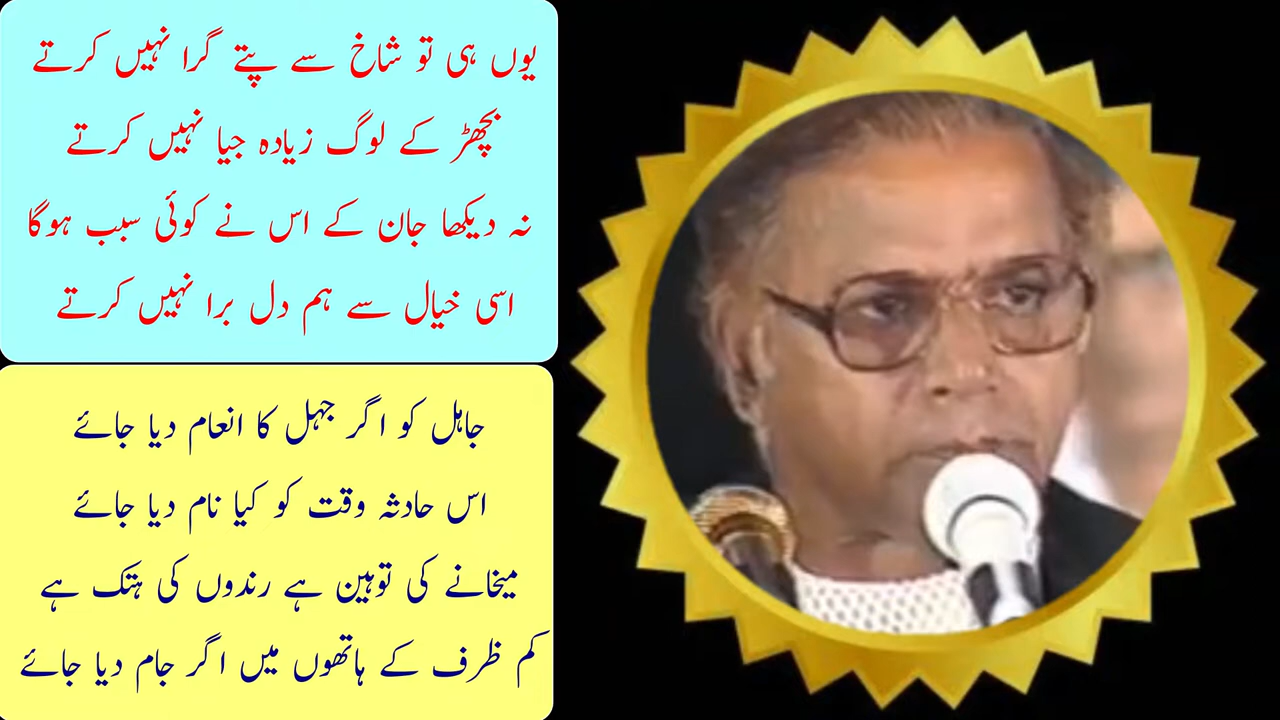 یوں ہی تو شاخ سے پتے گرا نہیں کرتے
بچھڑ کے لوگ زیادہ جیا نہیں کرتے
نہ دیکھا جان کے اس نے کوئی سبب ہوگا
اسی خیال سے ہم دل برا نہیں کرتے
جاہل کو اگر جہل کا انعام دیا جائے
اس حادثہ وقت کو کیا نام دیا جائے
میخانے کی توہین ہے رندوں کی ہتک ہے
کم ظرف کے ہاتھوں میں اگر جام دیا جائے